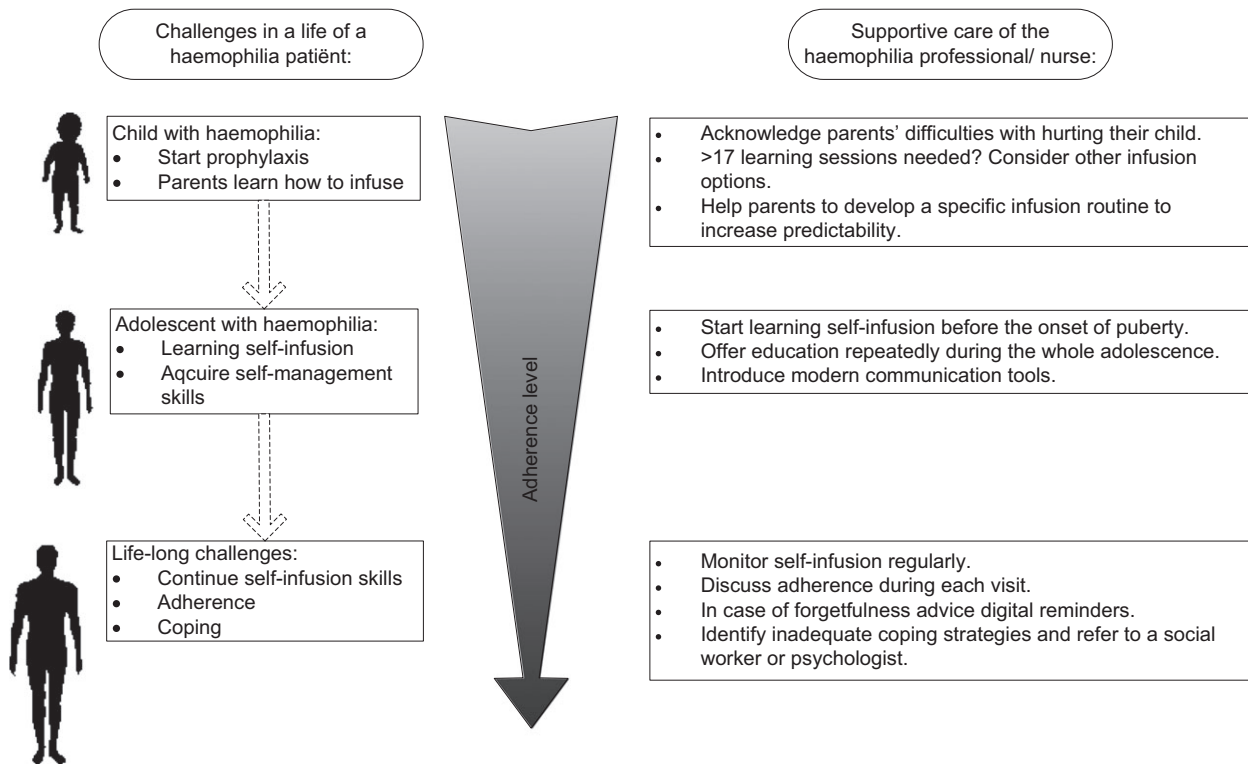 Challenges in a life of a
haemophilia patiënt:
Supportive care of the
haemophilia professional/ nurse:
Child with haemophilia:
• Start prophylaxis
• Parents learn how to infuse
• Acknowledge parents’ difficulties with hurting their child.
• >17 learning sessions needed? Consider other infusion
options.
• Help parents to develop a specific infusion routine to
increase predictability.
Adolescent with haemophilia:
• Learning self-infusion
• Aqcuire self-management
skills
• Start learning self-infusion before the onset of puberty.
• Offer education repeatedly during the whole adolescence.
• Introduce modern communication tools.
Adherence level
Life-long challenges:
• Continue self-infusion skills
• Adherence
• Coping
• Monitor self-infusion regularly.
• Discuss adherence during each visit.
• In case of forgetfulness advice digital reminders.
• Identify inadequate coping strategies and refer to a social
worker or psychologist.